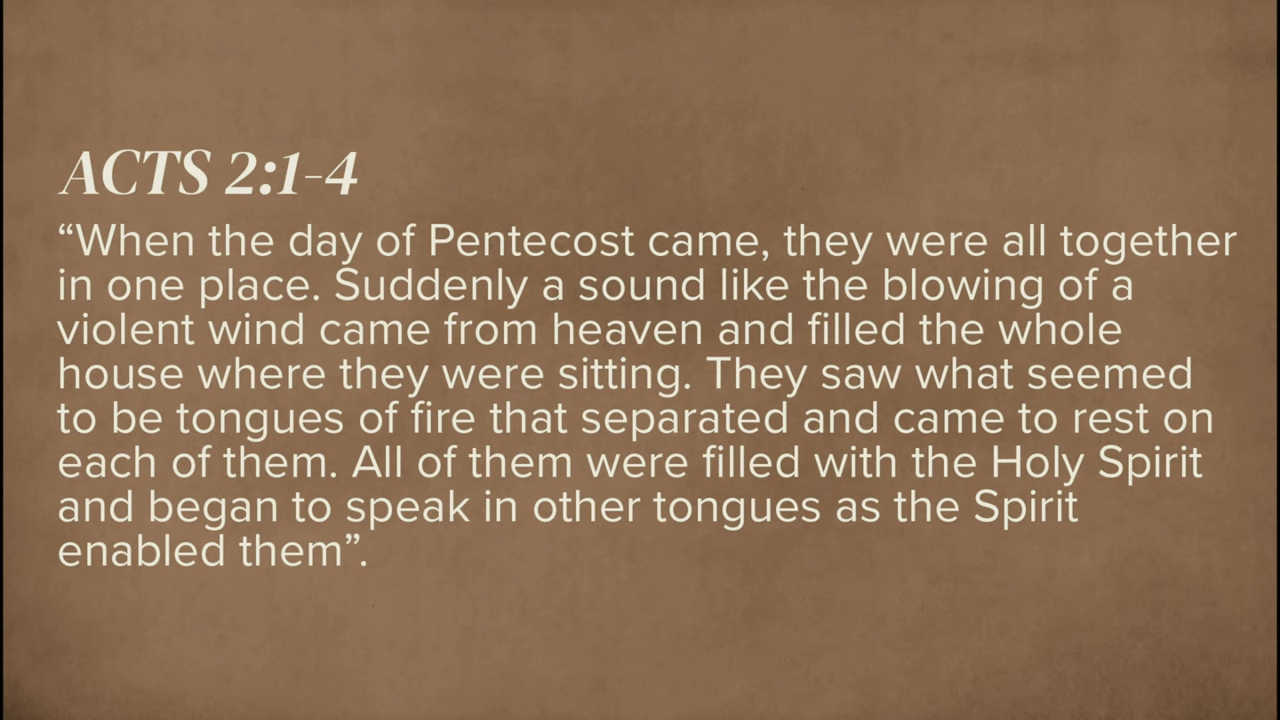 ACTS 2:1-4
“When the day of Pentecost came, they were all together
in one place. Suddenly a sound like the blowing of a
violent wind came from heaven and filled the whole
house where they were sitting. They saw what seemed
to be tongues of fire that separated and came to rest on
each of them. All of them were filled with the Holy Spirit
and began to speak in other tongues as the Spirit
enabled them”.